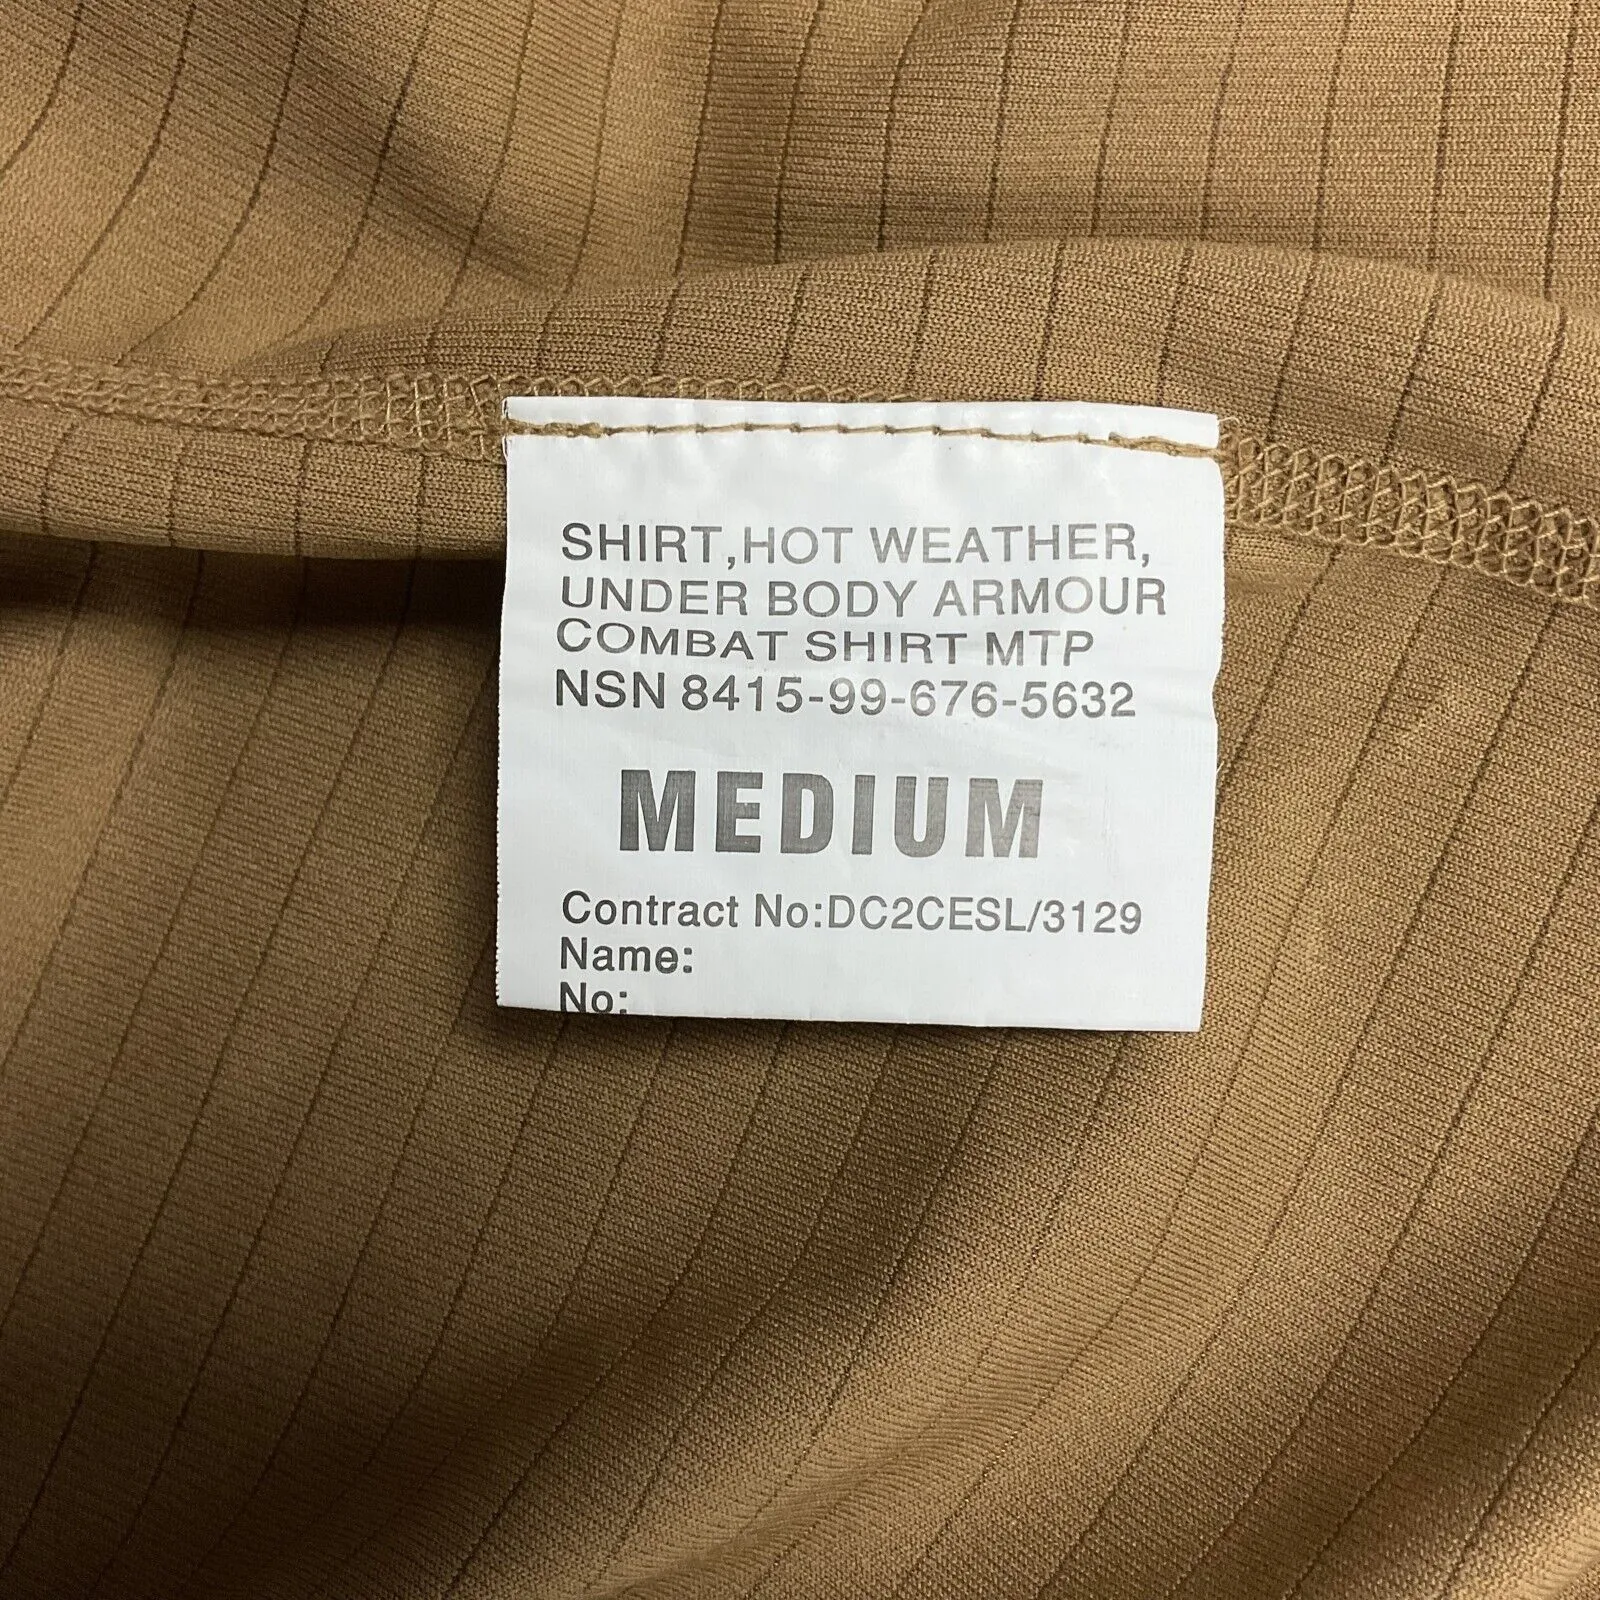 SHIRT,HOT WEATHER,
UNDER BODY ARMOUR
COMBAT SHIRT MTP
NSN 8415-99-676-5632
MEDIUM
Contract No:DC2CESL/3129
Name:
No: